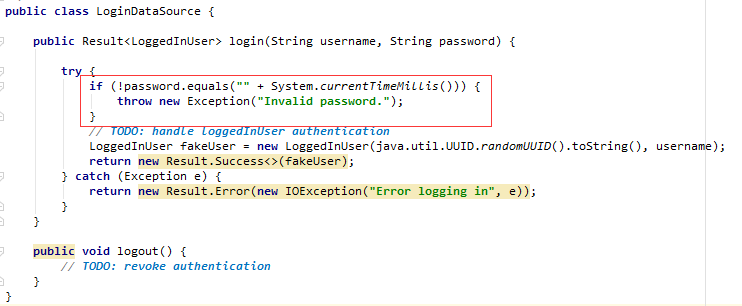 public class LoginDataSource {
public Result<LoggedInUser> login(String username, String password) {
try {
if (!password.equals("" + System.currentTimeMillis())) {
throw new Exception("Invalid password.");
}
// TODO: handle loggedInUser authentication
LoggedInUser fakeUser = new LoggedInUser(java.util.UUID.randomUUID().toString(), username);
return new Result.Success<>(fakeUser);
} catch (Exception e) {
return new Result.Error(new IOException("Error logging in", e));
}
}
public void logout() {
// TODO: revoke authentication
}
}